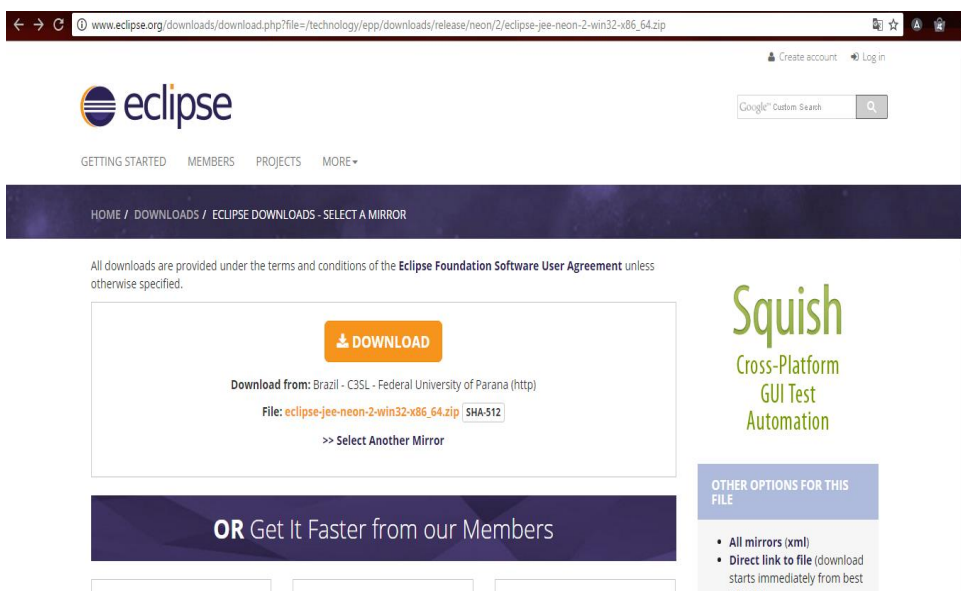 www.eclipse.org/downloads/download.php?file=/technology/epp/downloads/release/neon/2/eclipse-jee-neon-2-win32-x86_64.zip
Create account Log in
eclipse
Google™ Custom Search
GETTING STARTED MEMBERS PROJECTS MORE
HOME / DOWNLOADS / ECLIPSE DOWNLOADS - SELECT A MIRROR
All downloads are provided under the terms and conditions of the Eclipse Foundation Software User Agreement unless
otherwise specified.
DOWNLOAD
Download from: Brazil - C3SL - Federal University of Parana (http)
File: eclipse-jee-neon-2-win32-x86_64.zip SHA-512
>> Select Another Mirror
OR Get It Faster from our Members
Squish
Cross-Platform
GUI Test
Automation
OTHER OPTIONS FOR THIS
FILE
• All mirrors (xml)
• Direct link to file (download
starts immediately from best